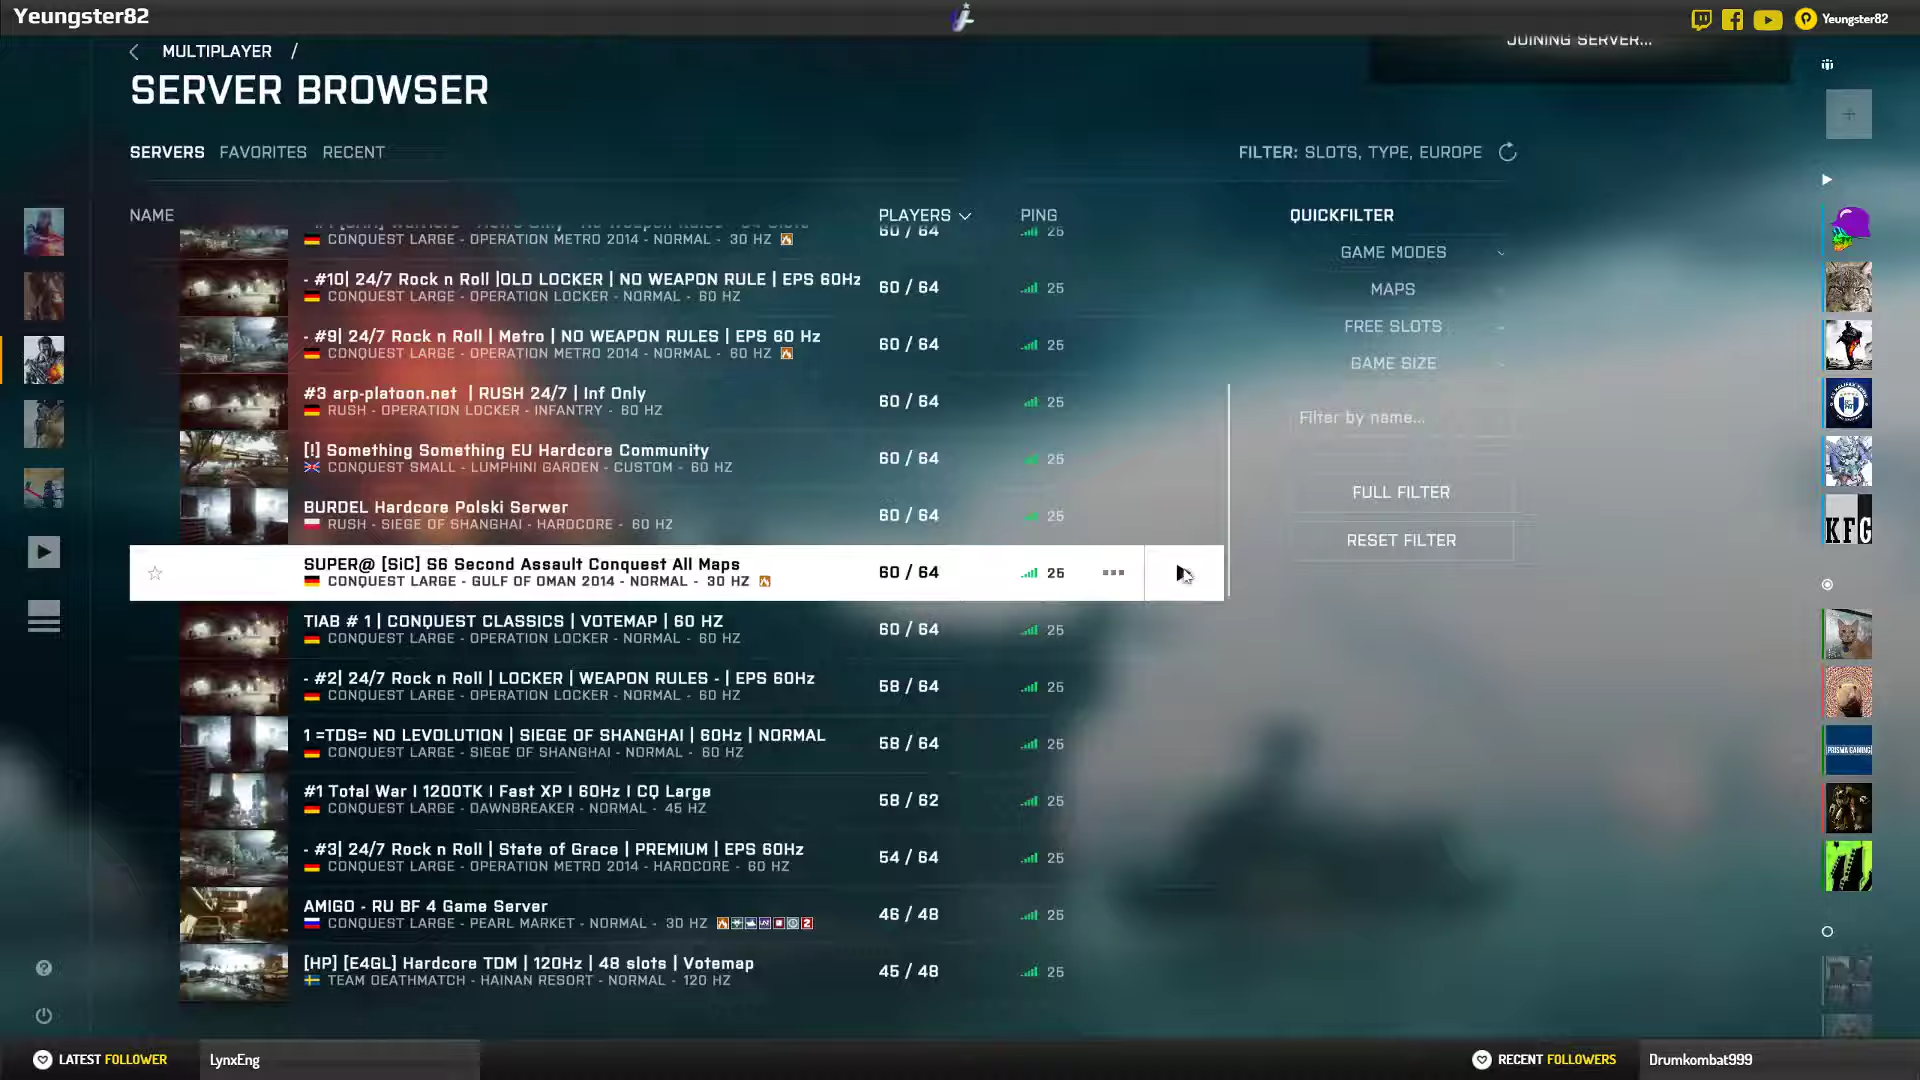 Yeungster82
Yeungster82
MULTIPLAYER /
JOINING SERVER...
SERVER BROWSER
SERVERS FAVORITES RECENT
FILTER: SLOTS, TYPE, EUROPE
NAME
PLAYERS
PING
QUICKFILTER
CONQUEST LARGE - OPERATION METRO 2014 - NORMAL - 30 HZ
60 / 64
25
- #10| 24/7 Rock n Roll |OLD LOCKER | NO WEAPON RULE | EPS 60Hz
CONQUEST LARGE - OPERATION LOCKER - NORMAL - 60 HZ
60 / 64
25
- #9| 24/7 Rock n Roll | Metro | NO WEAPON RULES | EPS 60 Hz
CONQUEST LARGE - OPERATION METRO 2014 - NORMAL - 60 HZ
60 / 64
25
#3 arp-platoon.net | RUSH 24/7 | Inf Only
RUSH - OPERATION LOCKER - INFANTRY - 60 HZ
60 / 64
25
[!] Something Something EU Hardcore Community
CONQUEST SMALL - LUMPHINI GARDEN - CUSTOM - 60 HZ
60 / 64
25
BURDEL Hardcore Polski Serwer
RUSH - SIEGE OF SHANGHAI - HARDCORE - 60 HZ
60 / 64
25
SUPER@ [SiC] S6 Second Assault Conquest All Maps
CONQUEST LARGE - GULF OF OMAN 2014 - NORMAL - 30 HZ
60 / 64
25
TIAB # 1 | CONQUEST CLASSICS | VOTEMAP | 60 HZ
CONQUEST LARGE - OPERATION LOCKER - NORMAL - 60 HZ
60 / 64
25
- #2| 24/7 Rock n Roll | LOCKER | WEAPON RULES - | EPS 60Hz
CONQUEST LARGE - OPERATION LOCKER - NORMAL - 60 HZ
58 / 64
25
1 =TDS= NO LEVOLUTION | SIEGE OF SHANGHAI | 60Hz | NORMAL
CONQUEST LARGE - SIEGE OF SHANGHAI - NORMAL - 60 HZ
58 / 64
25
#1 Total War I 1200TK I Fast XP I 60Hz I CQ Large
CONQUEST LARGE - DAWNBREAKER - NORMAL - 45 HZ
58 / 62
25
- #3| 24/7 Rock n Roll | State of Grace | PREMIUM | EPS 60Hz
CONQUEST LARGE - OPERATION METRO 2014 - HARDCORE - 60 HZ
54 / 64
25
AMIGO - RU BF 4 Game Server
CONQUEST LARGE - PEARL MARKET - NORMAL - 30 HZ
2
46 / 48
25
[HP] [E4GL] Hardcore TDM | 120Hz | 48 slots | Votemap
TEAM DEATHMATCH - HAINAN RESORT - NORMAL - 120 HZ
45 / 48
25
GAME MODES
MAPS
FREE SLOTS
GAME SIZE
Filter by name...
FULL FILTER
RESET FILTER
KFG
PRISMA GAMING
LATEST FOLLOWER
LynxEng
RECENT FOLLOWERS
Drumkombat999